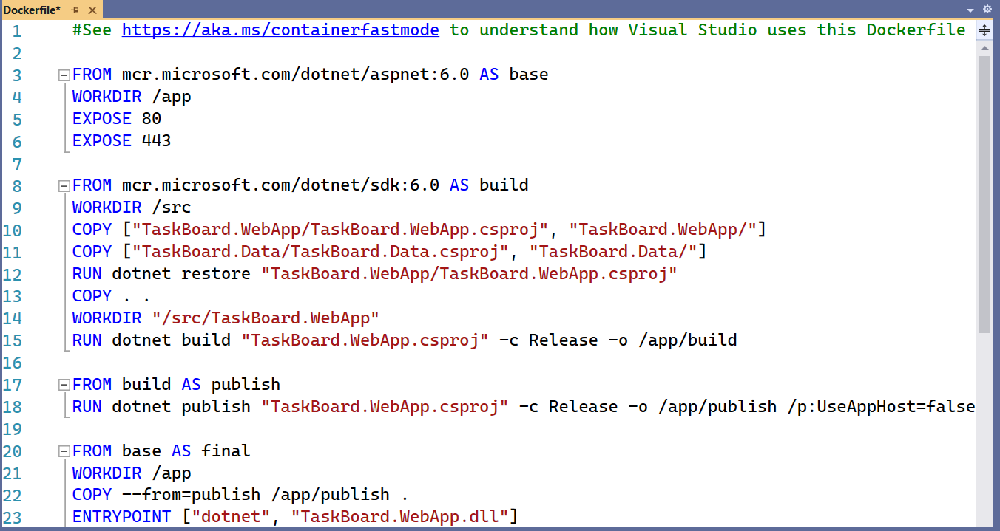 Dockerfile*
1 #See https://aka.ms/containerfastmode to understand how Visual Studio uses this Dockerfile
2
3 FROM mcr.microsoft.com/dotnet/aspnet:6.0 AS base
4 WORKDIR /app
5 EXPOSE 80
6 EXPOSE 443
7
8 FROM mcr.microsoft.com/dotnet/sdk:6.0 AS build
9 WORKDIR /src
10 COPY ["TaskBoard.WebApp/TaskBoard.WebApp.csproj", "TaskBoard.WebApp/"]
11 COPY ["TaskBoard.Data/TaskBoard.Data.csproj", "TaskBoard.Data/"]
12 RUN dotnet restore "TaskBoard.WebApp/TaskBoard.WebApp.csproj"
13 COPY . .
14 WORKDIR "/src/TaskBoard.WebApp"
15 RUN dotnet build "TaskBoard.WebApp.csproj" -c Release -o /app/build
16
17 FROM build AS publish
18 RUN dotnet publish "TaskBoard.WebApp.csproj" -c Release -o /app/publish /p:UseAppHost=false
19
20 FROM base AS final
21 WORKDIR /app
22 COPY --from=publish /app/publish .
23 ENTRYPOINT ["dotnet", "TaskBoard.WebApp.dll"]